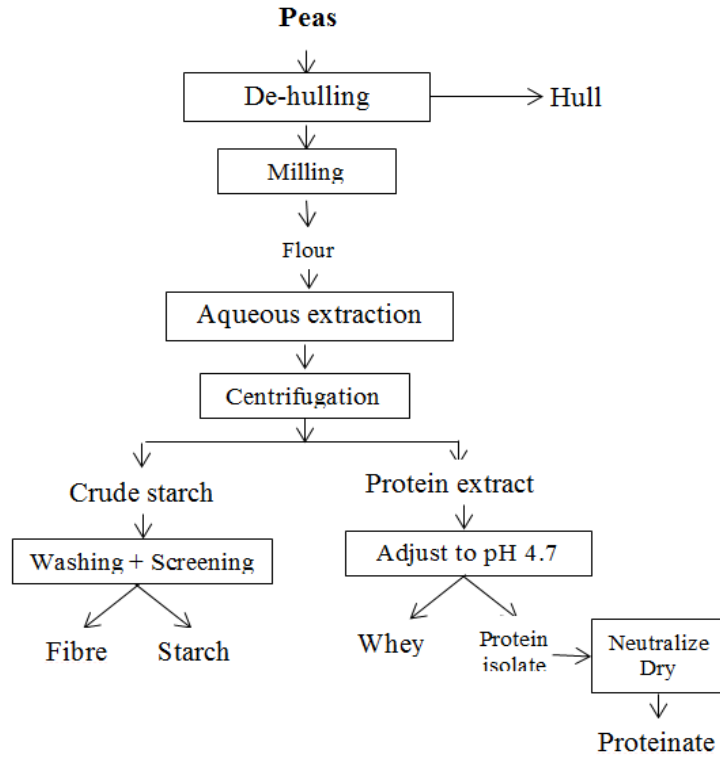 Peas
De-hulling
Hull
Milling
Flour
Aqueous extraction
Centrifugation
Crude starch
Protein extract
Washing + Screening
Adjust to pH 4.7
Fibre
Starch
Whey
Protein
isolate
Neutralize
Dry
Proteinate